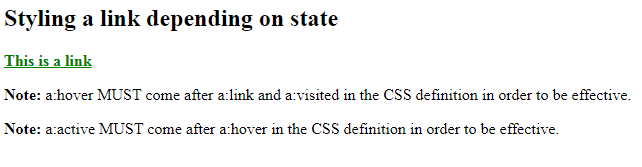 Styling a link depending on state
This is a link
Note: a:hover MUST come after a:link and a:visited in the CSS definition in order to be effective.
Note: a:active MUST come after a:hover in the CSS definition in order to be effective.